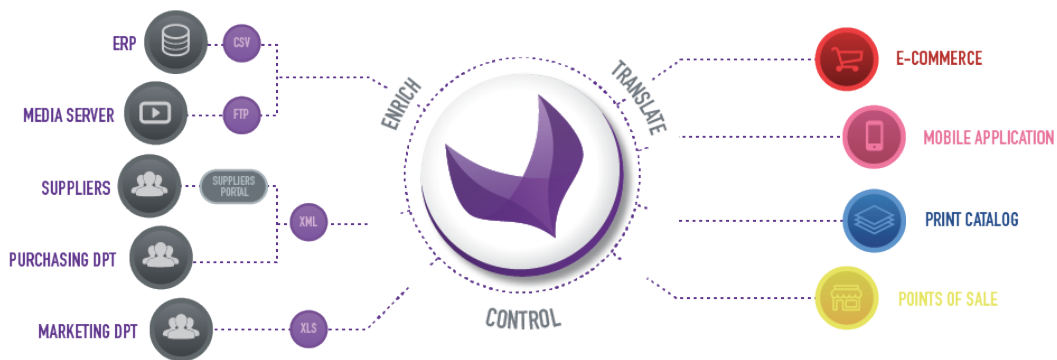 ERP
CSV
MEDIA SERVER
FTP
SUPPLIERS
SUPPLIERS
PORTAL
XML
PURCHASING DPT
MARKETING DPT
XLS
ENRICH
TRANSLATE
CONTROL
E-COMMERCE
MOBILE APPLICATION
PRINT CATALOG
POINTS OF SALE